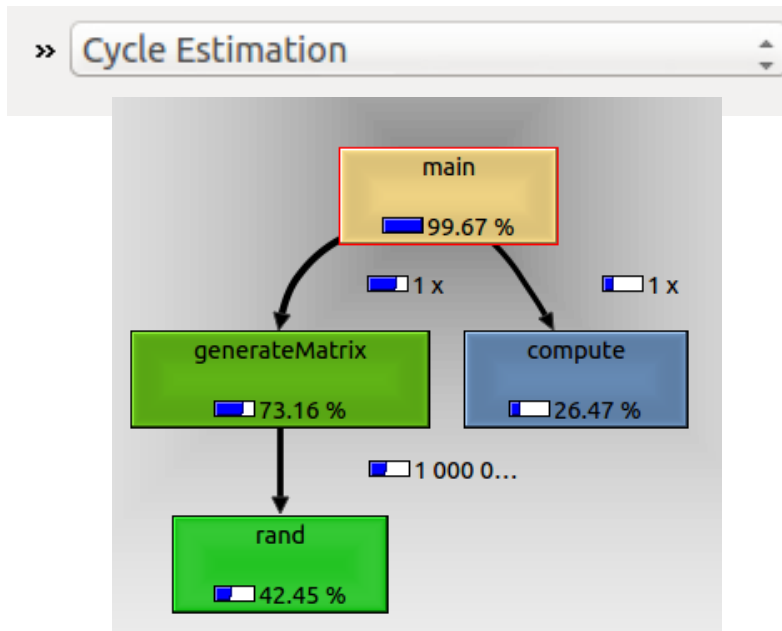 » Cycle Estimation
main
99.67 %
1 x
1 x
generateMatrix
73.16 %
compute
26.47 %
1 000 0...
rand
42.45 %